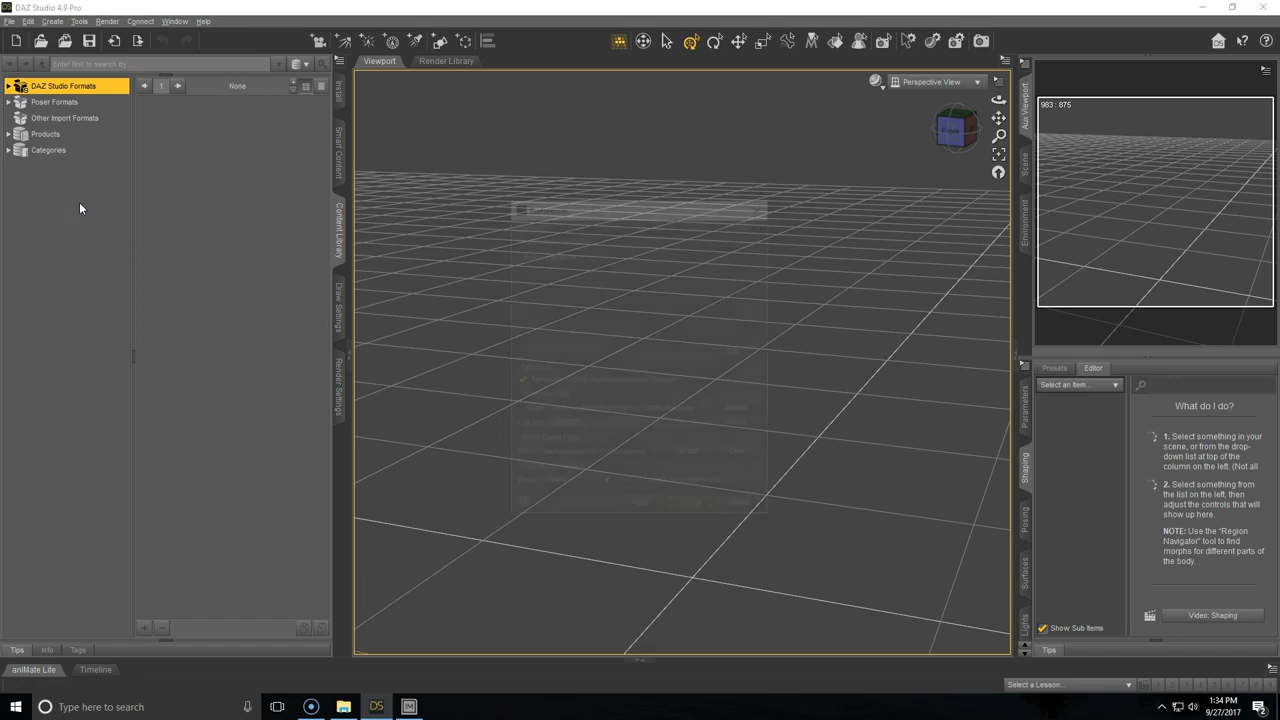 DAZ Studio 4.9 Pro
File Edit Create Tools Render Connect Window Help
Enter text to search by...
DAZ Studio Formats
Poser Formats
Other Import Formats
Products
Categories
1
None
Install
Smart Content
Content Library
Draw Settings
Render Settings
Viewport
Render Library
Perspective View
Front
Aux Viewport
Scene
Environment
983 : 875
Presets
Editor
Select an Item...
Parameters
Shaping
Posing
Surfaces
Lights
What do I do?
1. Select something in your
scene, or from the drop-
down list at top of the
column on the left. (Not all
2. Select something from
the list on the left, then
adjust the controls that will
show up here.
NOTE: Use the "Region
Navigator" tool to find
morphs for different parts of
the body.
Video: Shaping
Show Sub Items
Tips
Tips Info Tags
aniMate Lite Timeline
Select a Lesson...
Type here to search
1:34 PM
9/27/2017
2